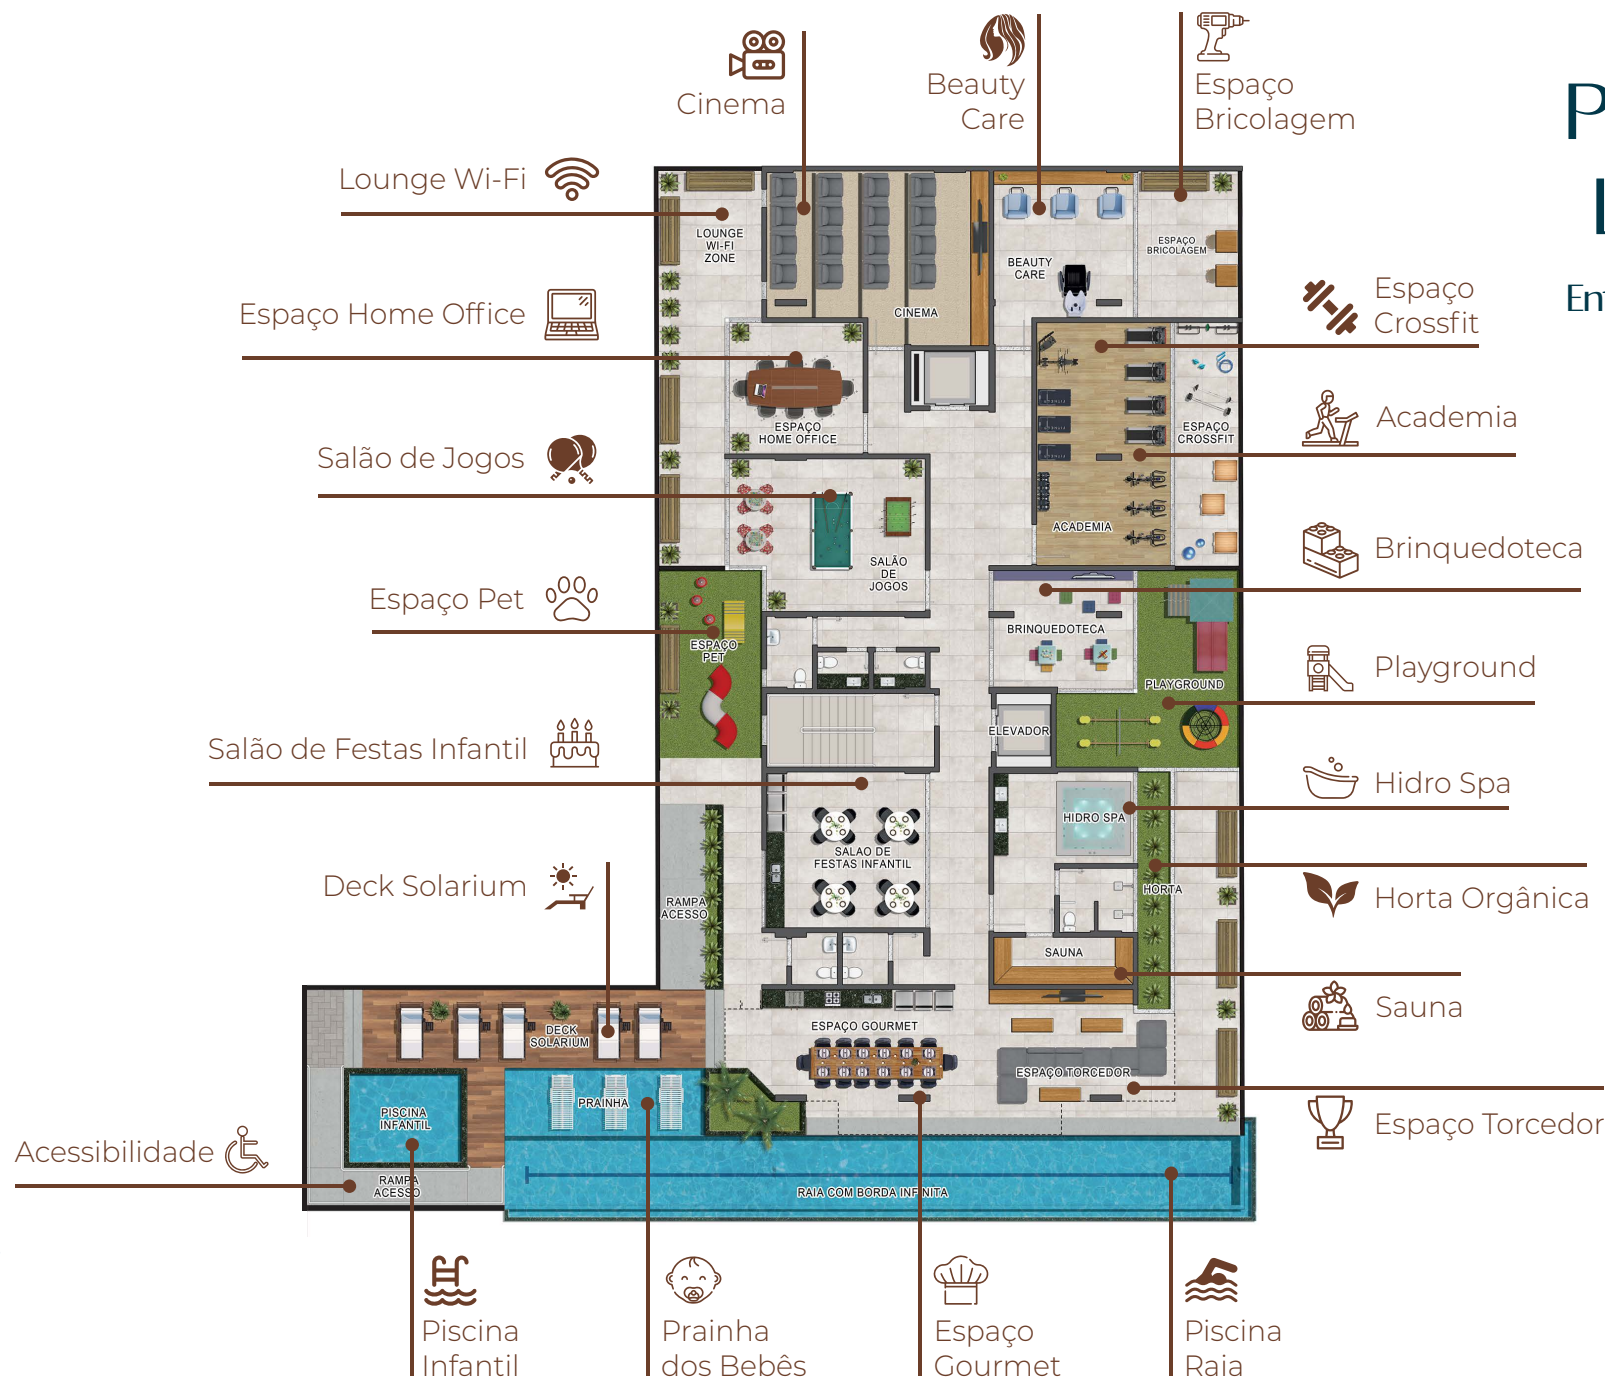 Cinema
Beauty
Care
Espaço
Bricolagem
P
L
Ent
Lounge Wi-Fi
Espaço Home Office
Salão de Jogos
Espaço Pet
Salão de Festas Infantil
Deck Solarium
Acessibilidade
Espaço
Crossfit
Academia
Brinquedoteca
Playground
Hidro Spa
Horta Orgânica
Sauna
Espaço Torcedor
LOUNGE
WI-FI
ZONE
CINEMA
BEAUTY
CARE
ESPAÇO
BRICOLAGEM
ESPAÇO
HOME OFFICE
ESPAÇO
CROSSFIT
ACADEMIA
SALÃO
DE
JOGOS
ESPAÇO
PET
BRINQUEDOTECA
PLAYGROUND
ELEVADOR
HIDRO SPA
SALAO DE
FESTAS INFANTIL
HORTA
RAMPA
ACESSO
SAUNA
ESPAÇO GOURMET
DECK
SOLARIUM
ESPAÇO TORCEDOR
PRAINHA
PISCINA
INFANTIL
RAMPA
ACESSO
RAIA COM BORDA INFINITA
Piscina
Infantil
Prainha
dos Bebês
Espaço
Gourmet
Piscina
Raia